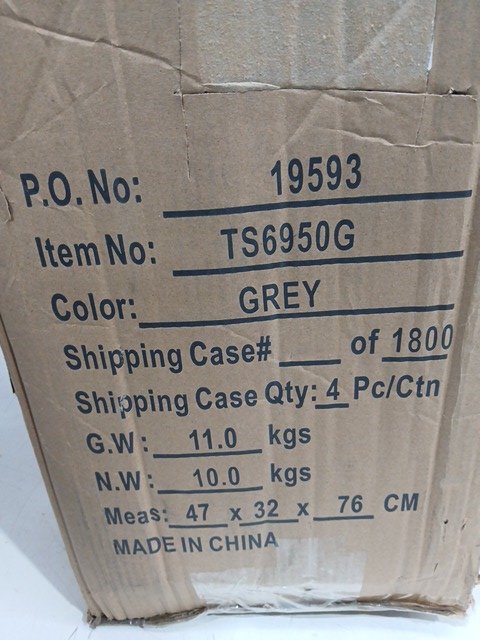 P.O. No: 19593
Item No: TS6950G
Color: GREY
Shipping Case# ____ of 1800
Shipping Case Qty: 4 Pc/Ctn
G.W: 11.0 kgs
N.W: 10.0 kgs
Meas: 47 x 32 x 76 CM
MADE IN CHINA